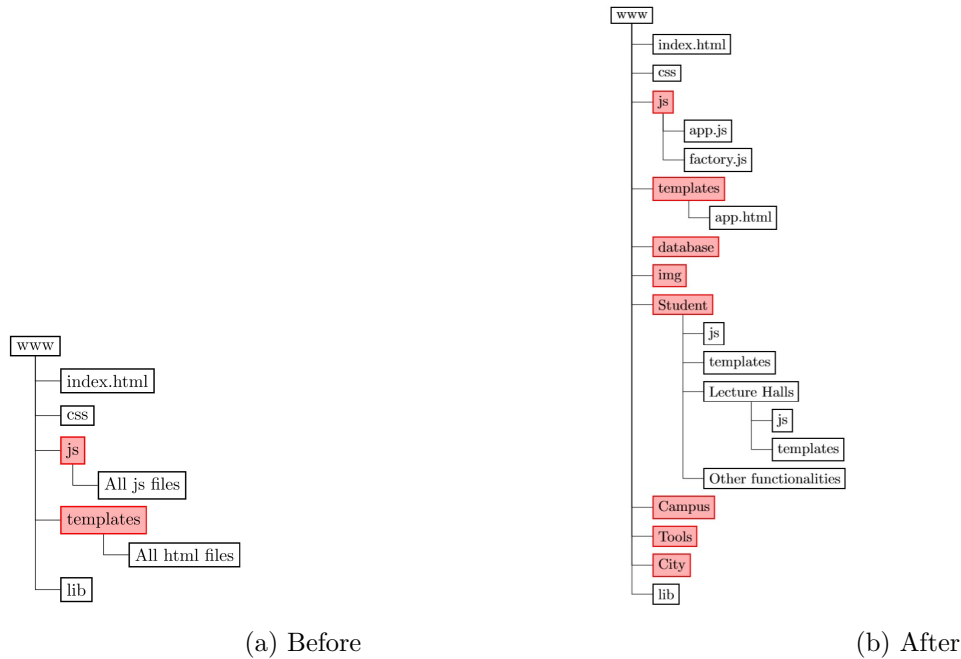 www
index.html
css
js
All js files
templates
All html files
lib
(a) Before
www
index.html
css
js
app.js
factory.js
templates
app.html
database
img
Student
js
templates
Lecture Halls
js
templates
Other functionalities
Campus
Tools
City
lib
(b) After